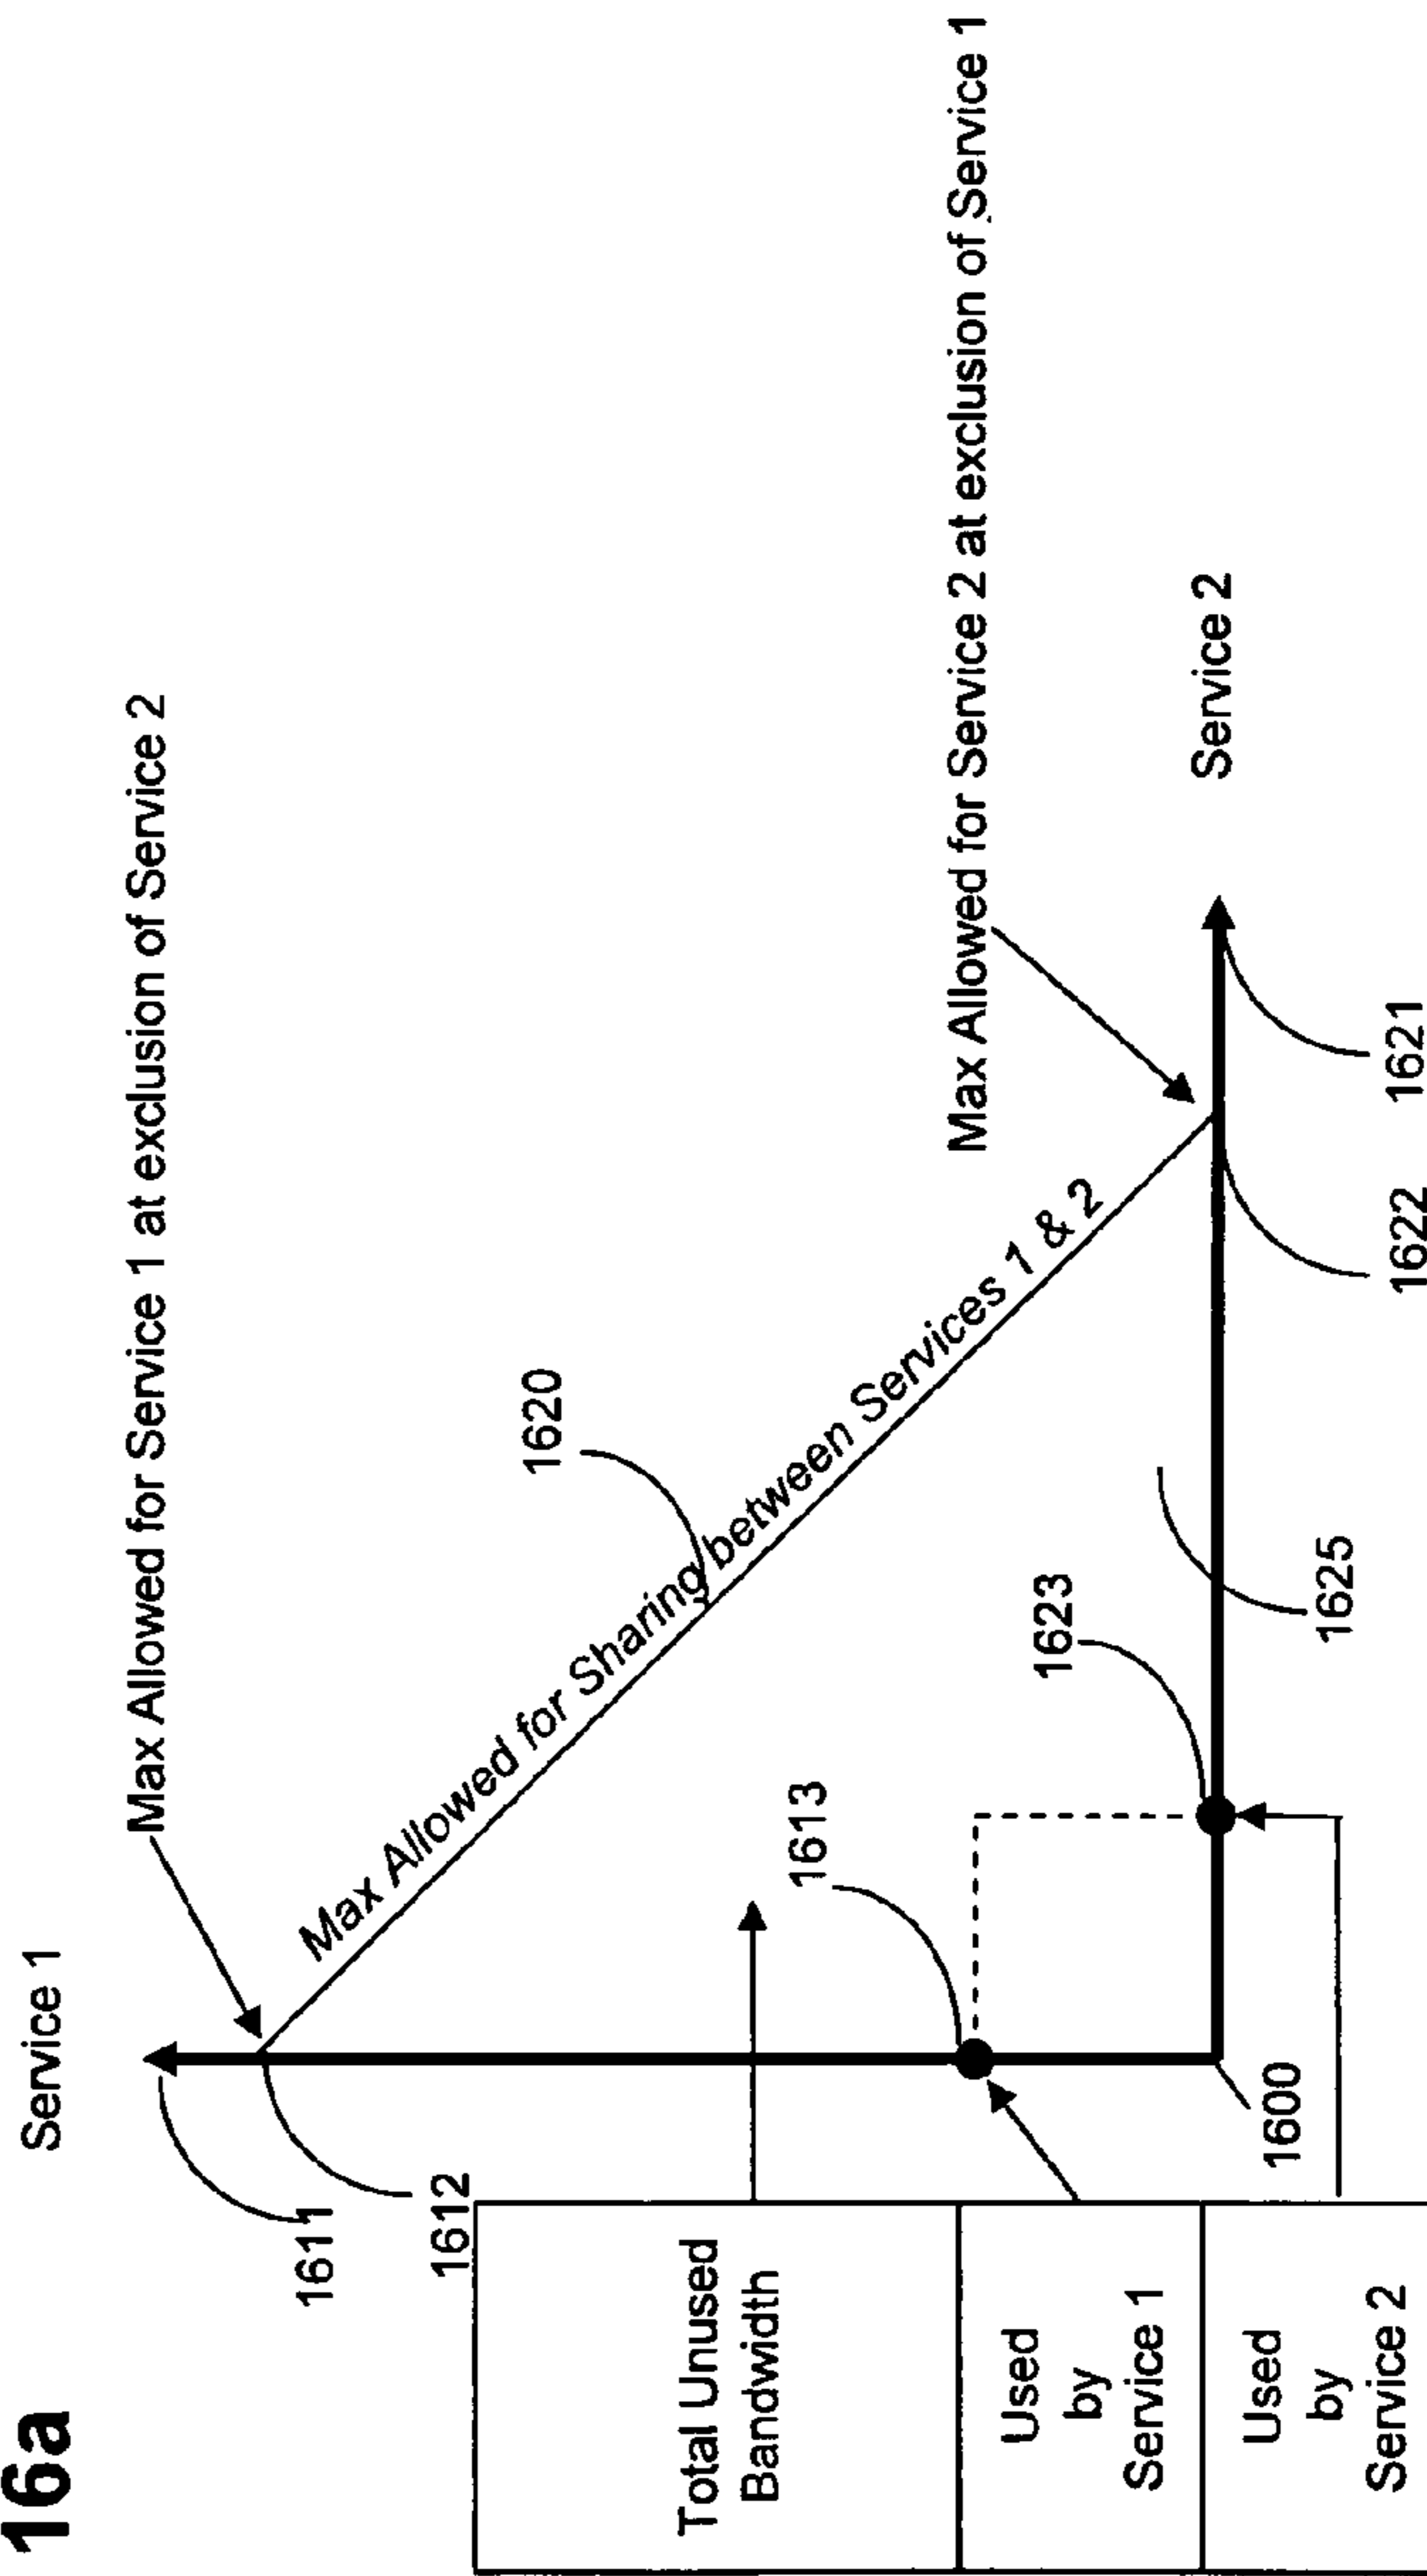 16a
Service 1
Max Allowed for Service 1 at exclusion of Service 2
1611
1612
Max Allowed for Sharing between Services 1 & 2
1620
Total Unused
Bandwidth
1613
Max Allowed for Service 2 at exclusion of Service 1
Used
by
Service 1
1623
Service 2
1600
1625
1622
1621
Used
by
Service 2